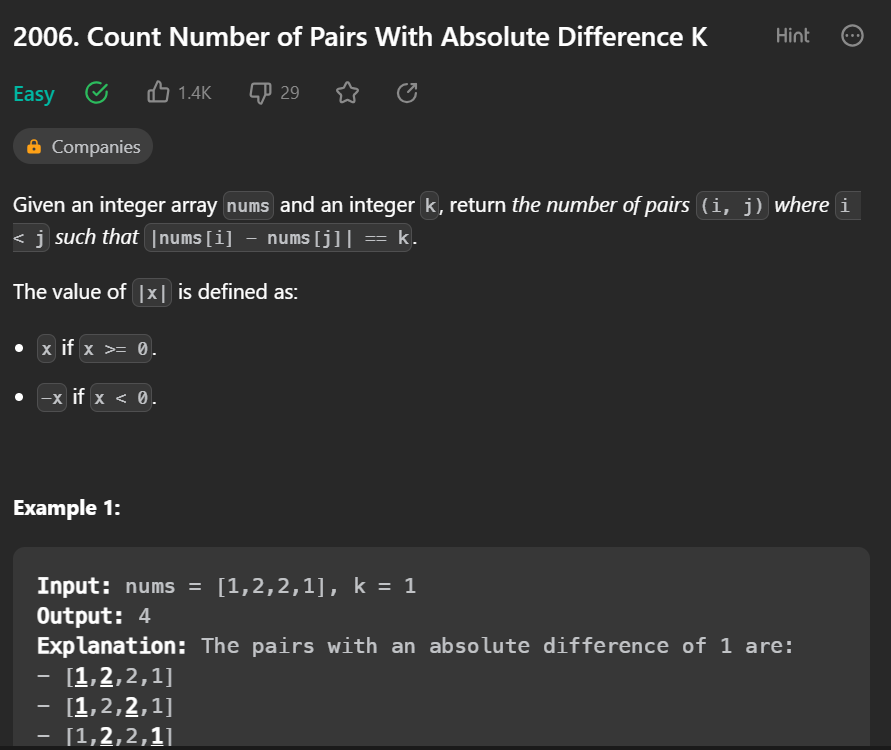 2006. Count Number of Pairs With Absolute Difference K
Hint
Easy
1.4K
29
Companies
Given an integer array nums and an integer k, return the number of pairs (i, j) where i
< j such that |nums[i] - nums[j]| == k.
The value of |x| is defined as:
• x if x >= 0.
• -x if x < 0.
Example 1:
Input: nums = [1,2,2,1], k = 1
Output: 4
Explanation: The pairs with an absolute difference of 1 are:
- [1,2,2,1]
- [1,2,2,1]
- [1,2,2,1]